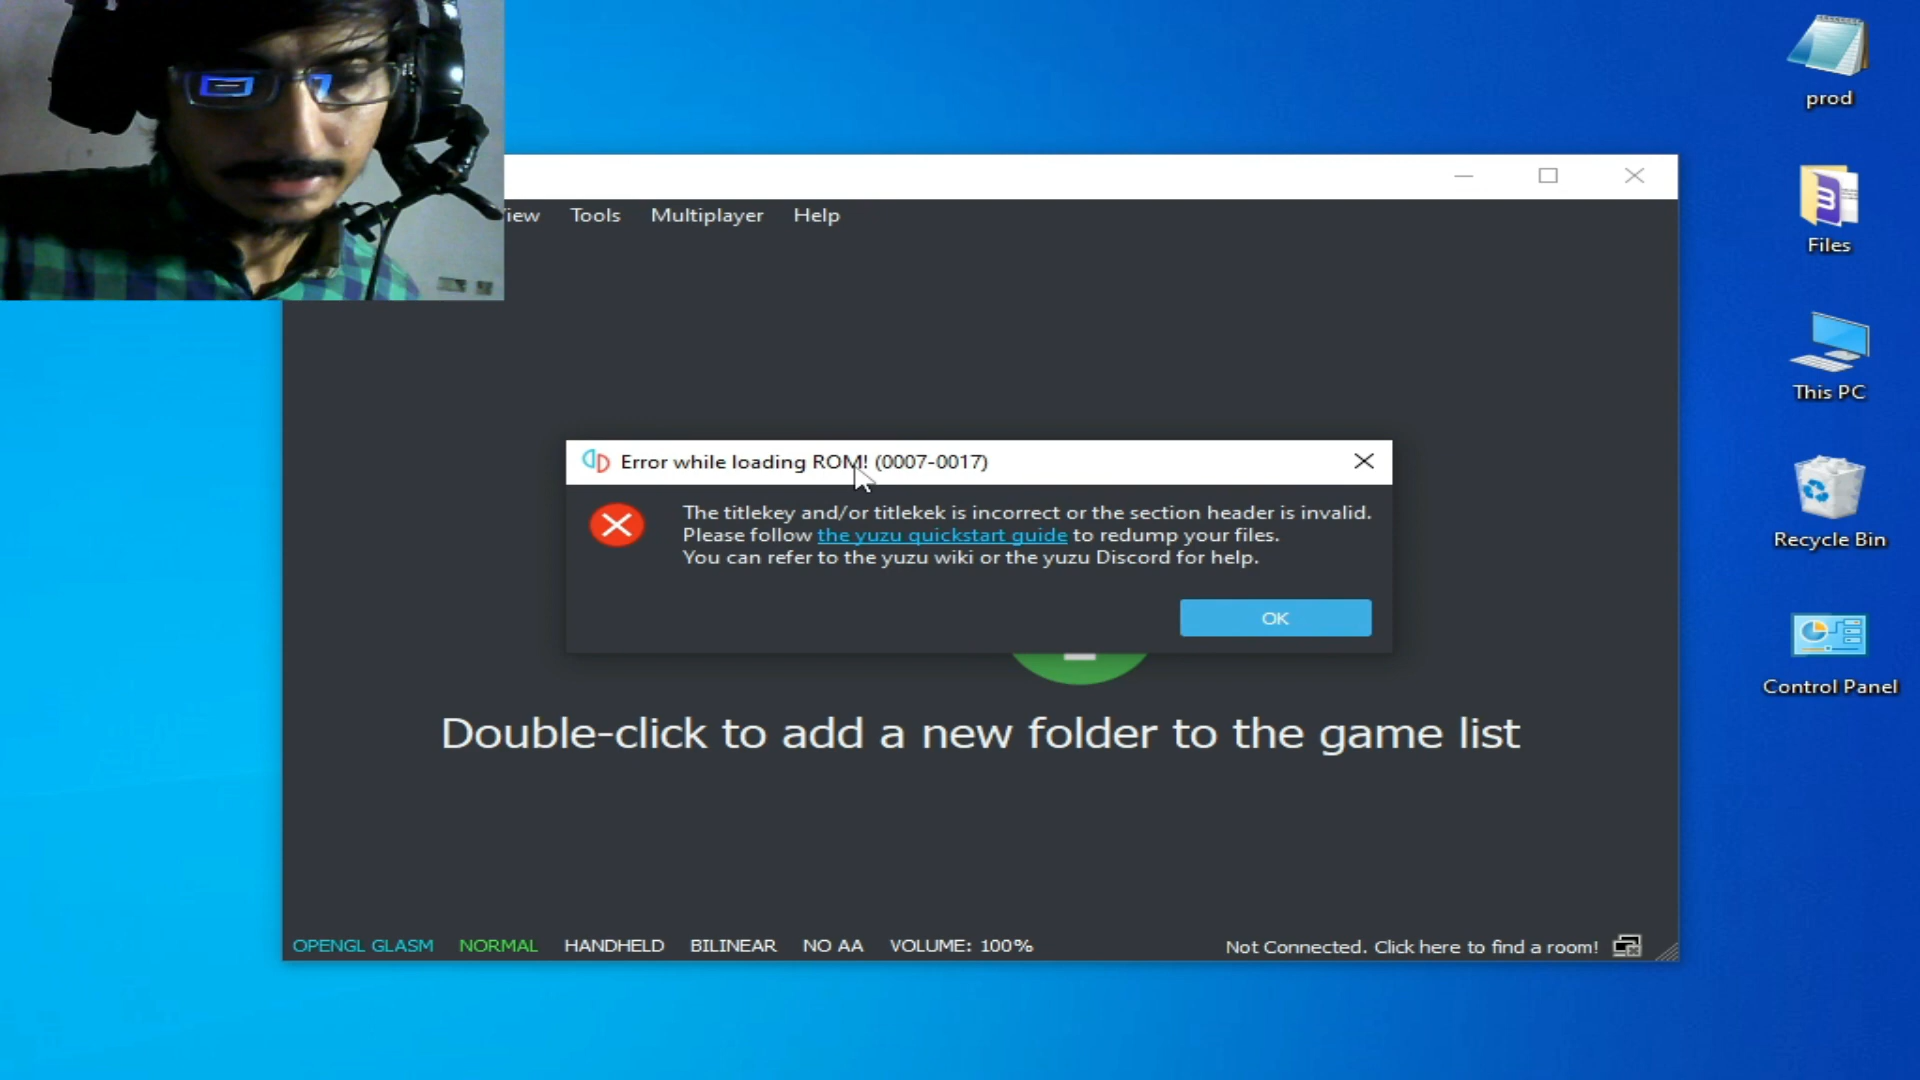 prod
Files
This PC
Recycle Bin
Control Panel
iew Tools Multiplayer Help
Error while loading ROM! (0007-0017)
The titlekey and/or titlekek is incorrect or the section header is invalid.
Please follow the yuzu quickstart guide to redump your files.
You can refer to the yuzu wiki or the yuzu Discord for help.
OK
Double-click to add a new folder to the game list
OPENGL GLASM NORMAL HANDHELD BILINEAR NO AA VOLUME: 100% Not Connected. Click here to find a room!